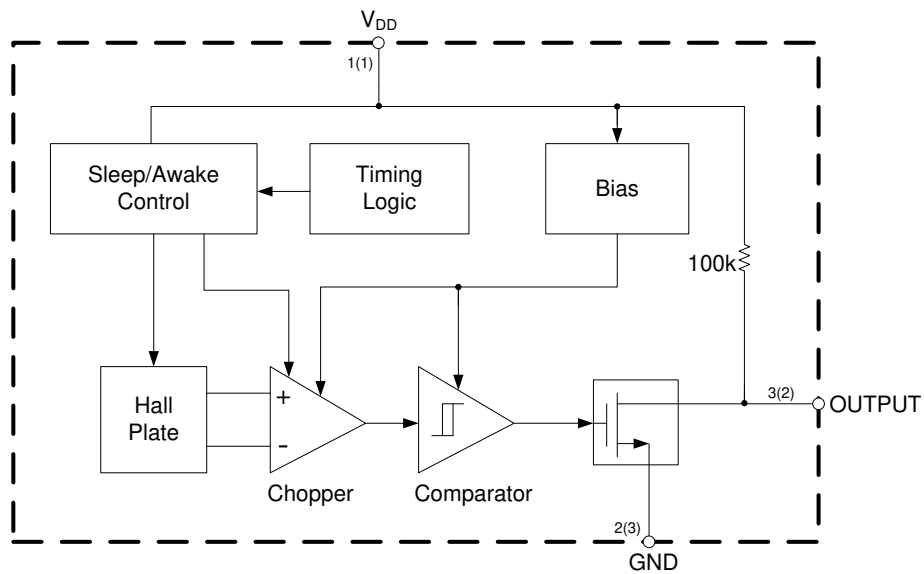 VDD
1(1)
Sleep/Awake
Control
Timing
Logic
Bias
100k
Hall
Plate
+
-
Chopper
Comparator
3(2)
OUTPUT
2(3)
GND